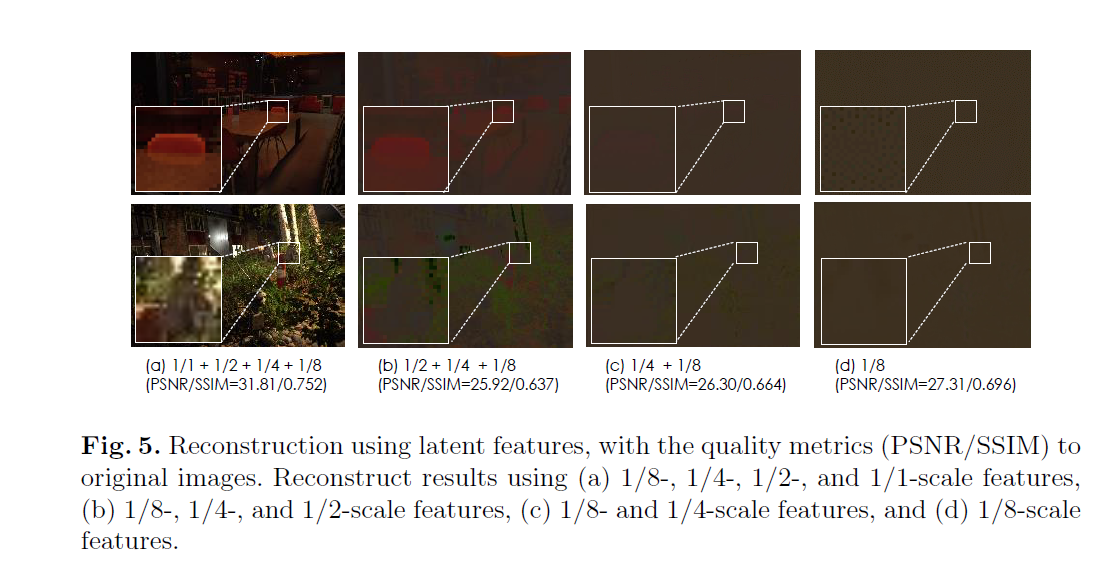 (a) 1/1 + 1/2 + 1/4 + 1/8
(PSNR/SSIM=31.81/0.752)
(b) 1/2 + 1/4 + 1/8
(PSNR/SSIM=25.92/0.637)
(c) 1/4 + 1/8
(PSNR/SSIM=26.30/0.664)
(d) 1/8
(PSNR/SSIM=27.31/0.696)
Fig. 5. Reconstruction using latent features, with the quality metrics (PSNR/SSIM) to
original images. Reconstruct results using (a) 1/8-, 1/4-, 1/2-, and 1/1-scale features,
(b) 1/8-, 1/4-, and 1/2-scale features, (c) 1/8- and 1/4-scale features, and (d) 1/8-scale
features.